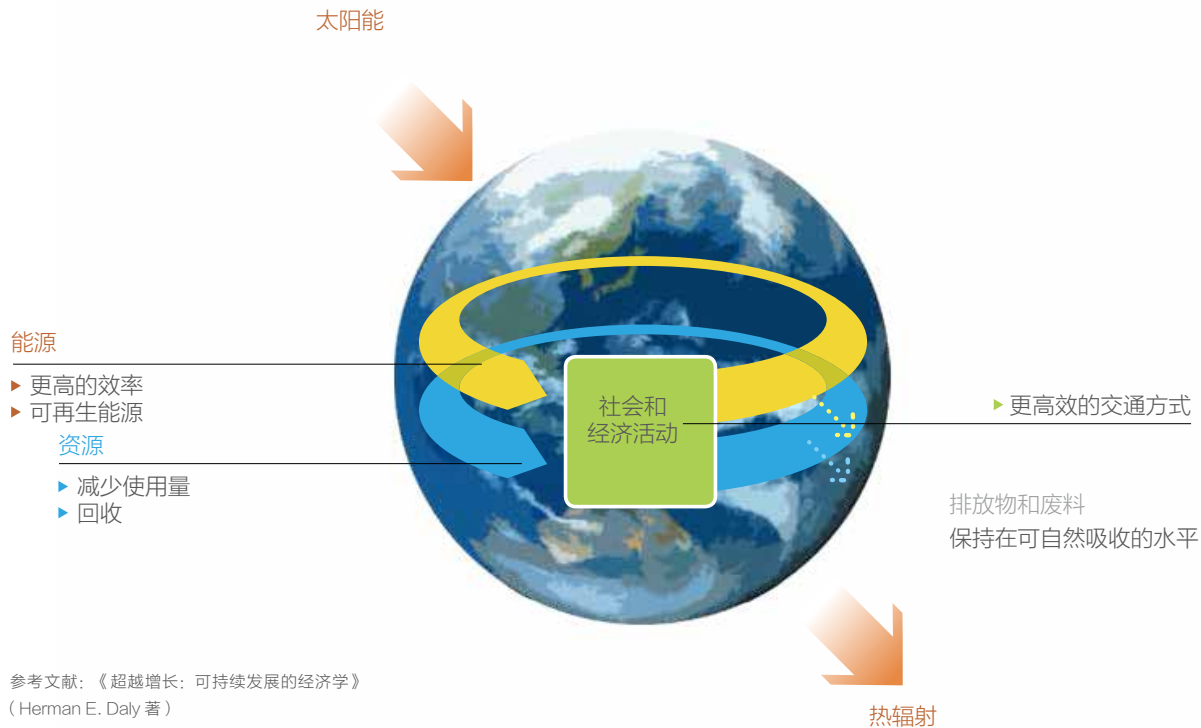 太阳能
能源
▶ 更高的效率
▶ 可再生能源
资源
▶ 减少使用量
▶ 回收
社会和
经济活动
▶ 更高效的交通方式
排放物和废料
保持在可自然吸收的水平
参考文献：《超越增长：可持续发展的经济学》
（Herman E. Daly 著）
热辐射